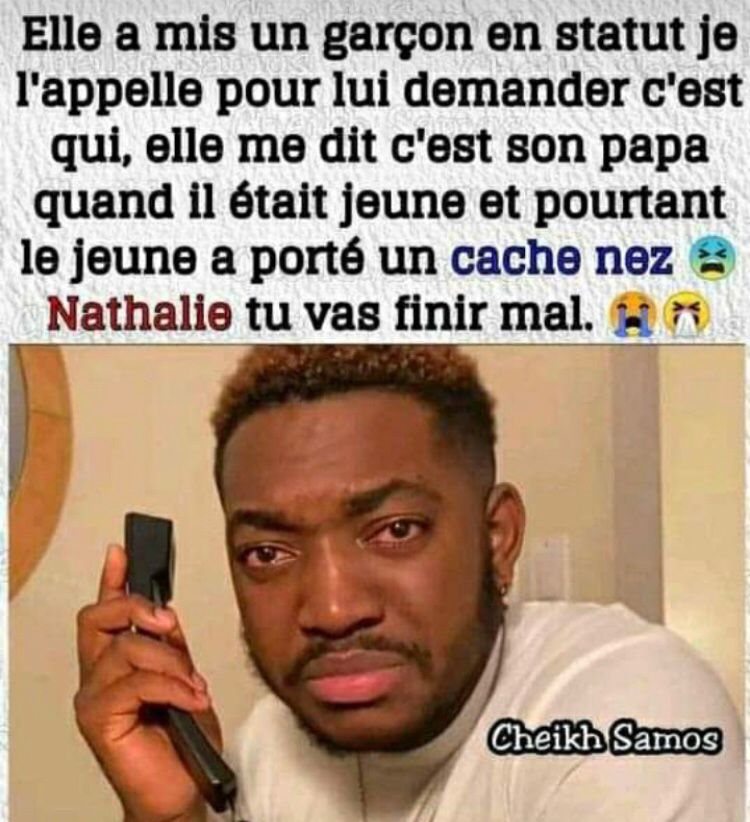 Elle a mis un garçon en statut je
l'appelle pour lui demander c'est
qui, elle me dit c'est son papa
quand il était jeune et pourtant
le jeune a porté un cache nez 😫
Nathalie tu vas finir mal. 😭😤
Cheikh Samos